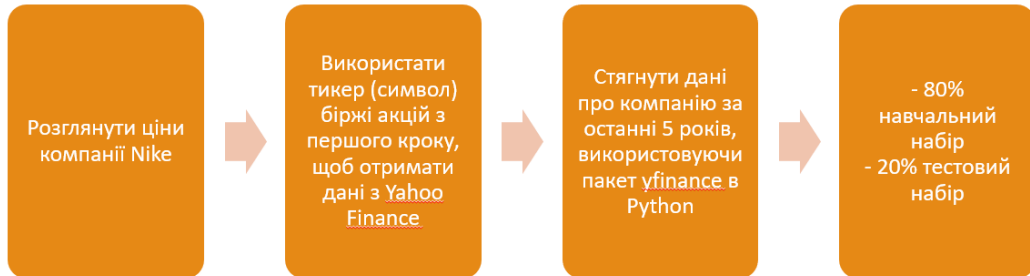 Розглянути ціни
компанії Nike
Використати
тикер (символ)
біржі акцій з
першого кроку,
щоб отримати
дані з Yahoo
Finance
Стягнути дані
про компанію за
останні 5 років,
використовуючи
пакет yfinance в
Python
- 80%
навчальний
набір
- 20% тестовий
набір